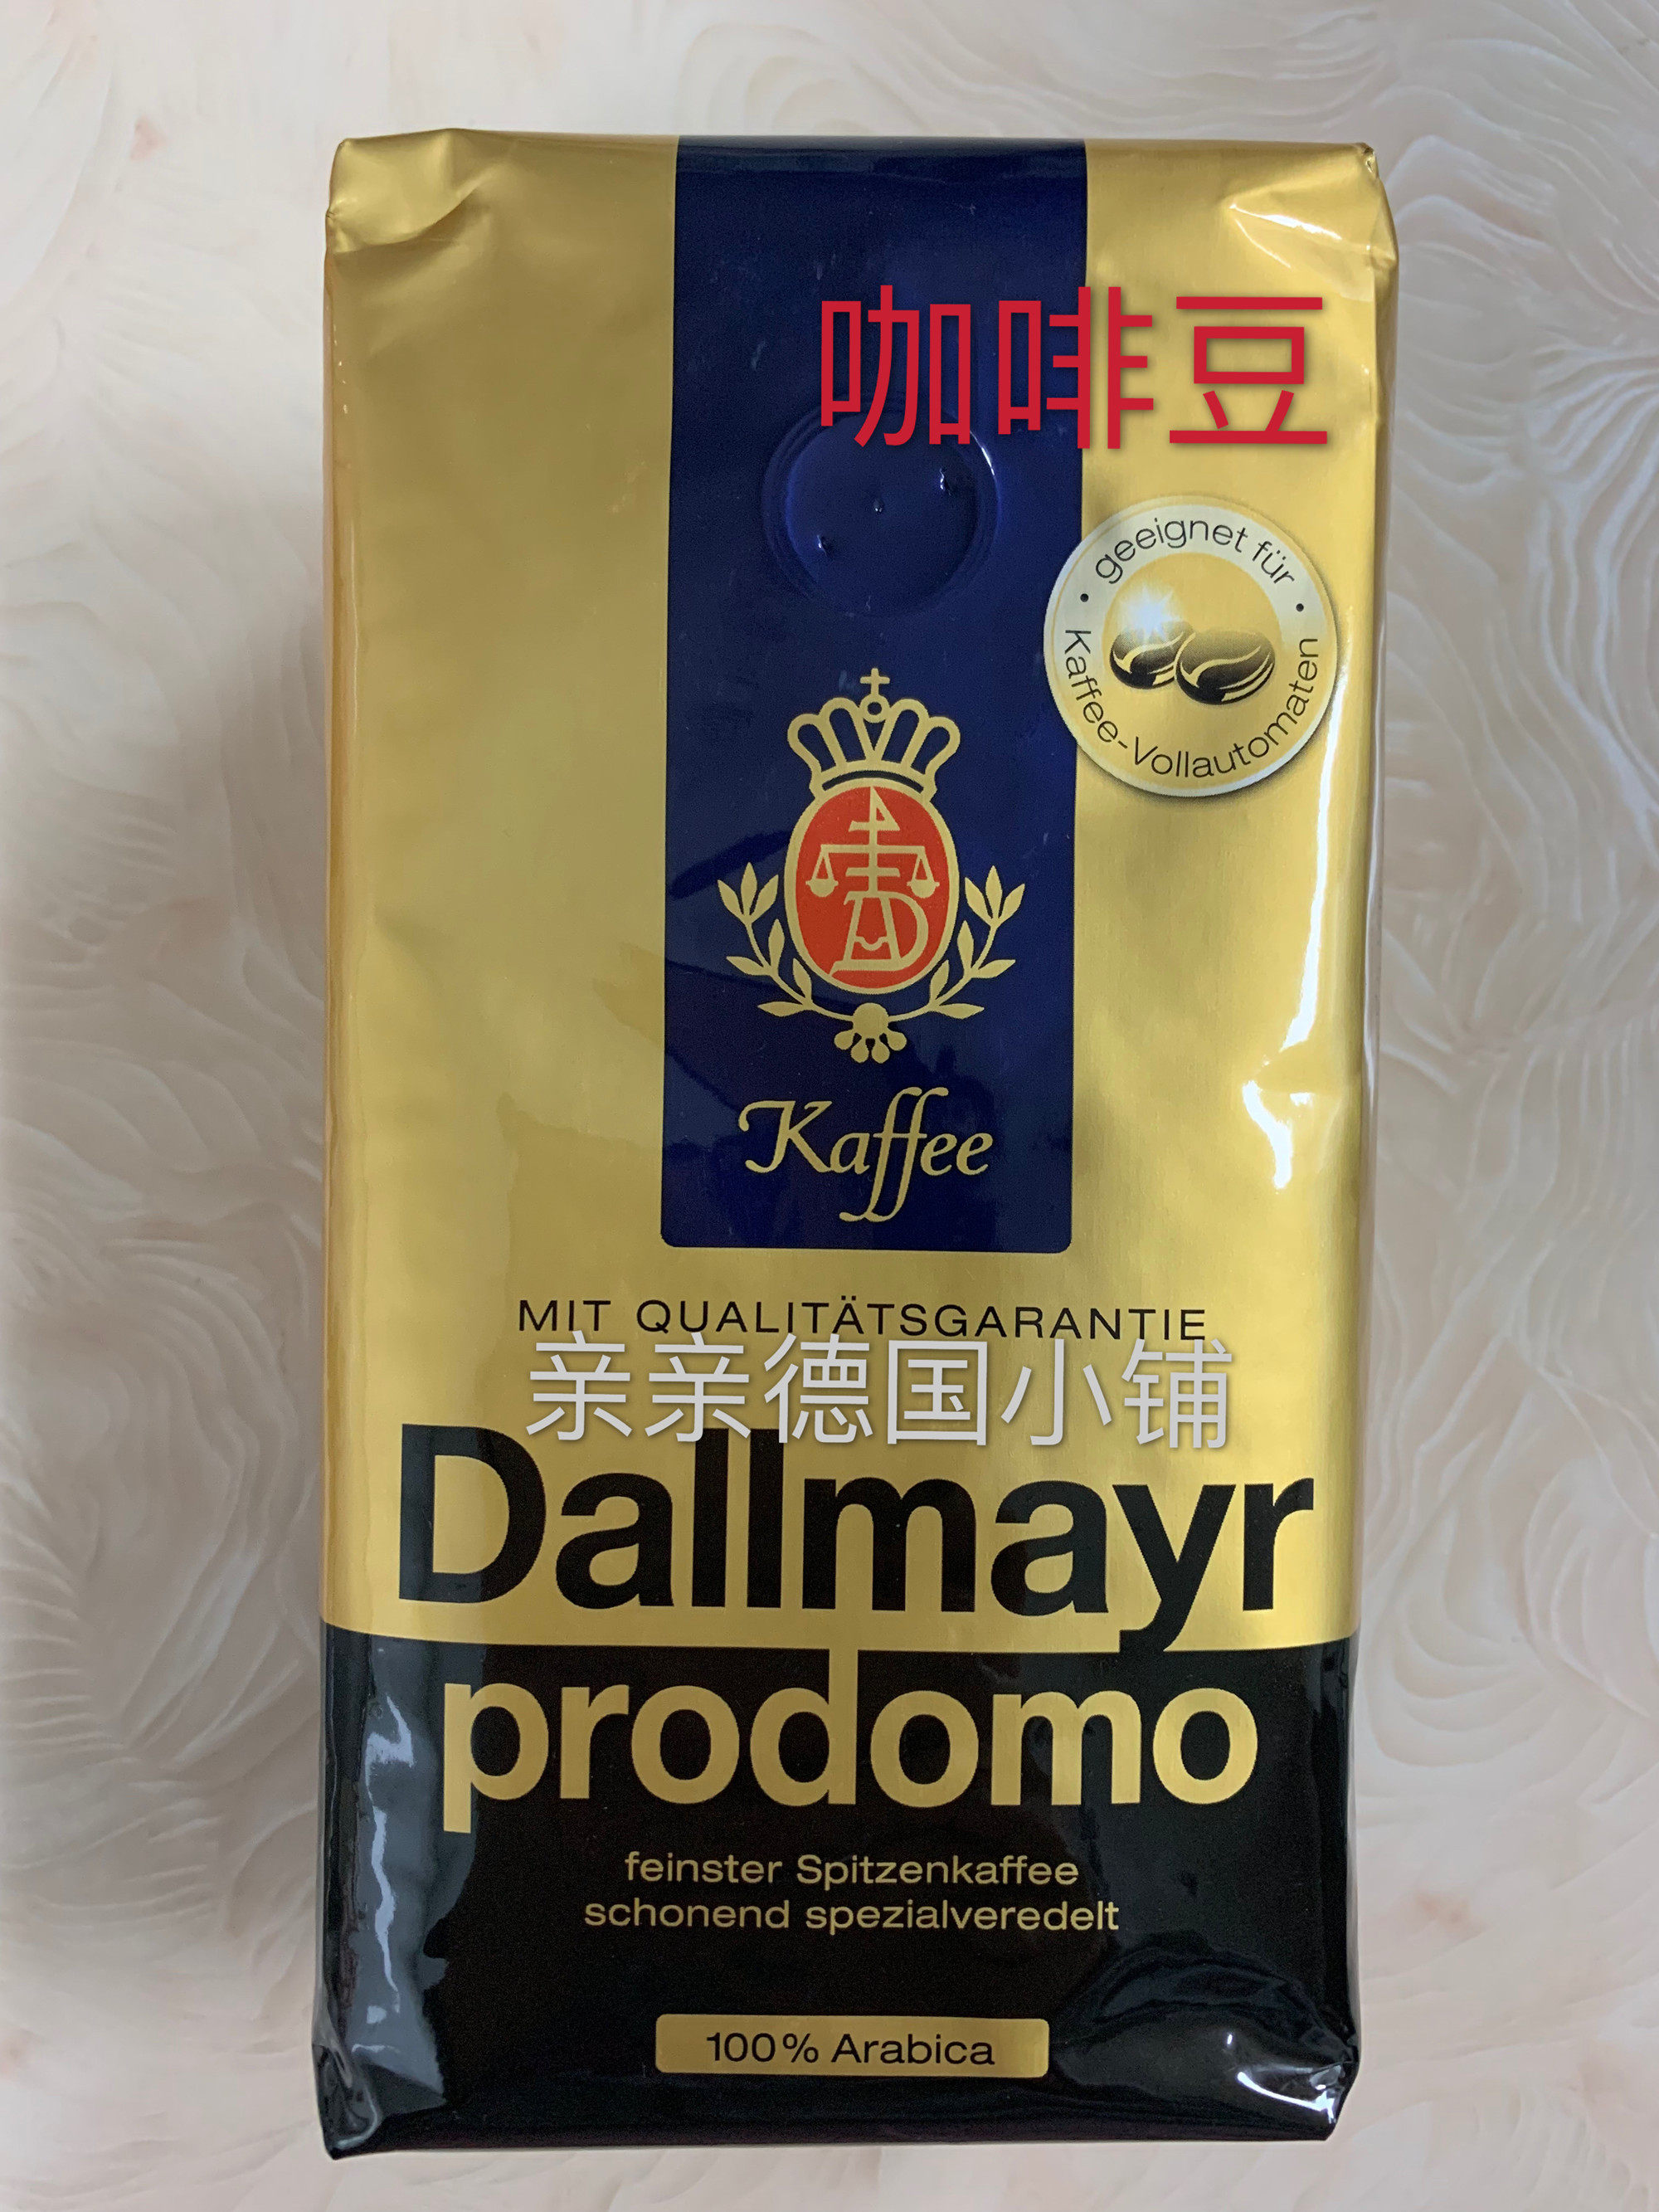 咖啡豆
geeignet für
Kaffee-Vollautomaten
Kaffee
MIT QUALITÄTSGARANTIE
亲亲德国小铺
Dallmayr
prodomo
feinster Spitzenkaffee
schonend spezialveredelt
100% Arabica